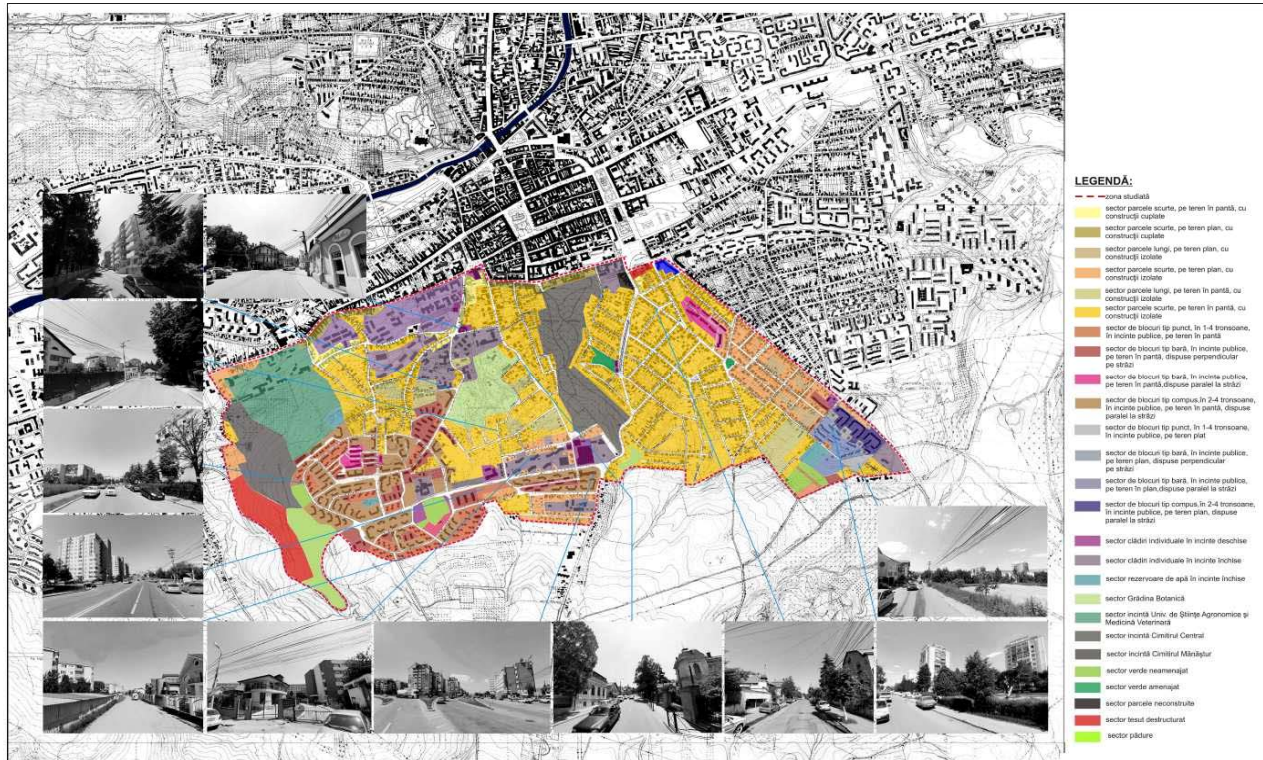 LEGENDĂ:
zona studiată
sector parcele scurte, pe teren în pantă, cu
construcții cuplate
sector parcele scurte, pe teren plan, cu
construcții cuplate
sector parcele lungi, pe teren plan, cu
construcții izolate
sector parcele scurte, pe teren plan, cu
construcții izolate
sector parcele lungi, pe teren în pantă, cu
construcții izolate
sector parcele scurte, pe teren în pantă, cu
construcții izolate
sector de blocuri tip punct, în 1-4 tronsoane,
în incinte publice, pe teren în pantă
sector de blocuri tip bară, în incinte publice,
pe teren în pantă, dispuse perpendicular
pe străzi
sector de blocuri tip bară, în incinte publice,
pe teren în pantă,dispuse paralel la străzi
sector de blocuri tip compus,în 2-4 tronsoane,
în incinte publice, pe teren în pantă, dispuse
paralel la străzi
sector de blocuri tip punct, în 1-4 tronsoane,
în incinte publice, pe teren plat
sector de blocuri tip bară, în incinte publice,
pe teren plan, dispuse perpendicular
pe străzi
sector de blocuri tip bară, în incinte publice,
pe teren în plan,dispuse paralel la străzi
sector de blocuri tip compus,în 2-4 tronsoane,
în incinte publice, pe teren plan, dispuse
paralel la străzi
sector clădiri individuale în incinte deschise
sector clădiri individuale în incinte închise
sector rezervoare de apă în incinte închise
sector Grădina Botanică
sector incintă Univ. de Științe Agronomice și
Medicină Veterinară
sector incintă Cimitirul Central
sector incintă Cimitirul Mănăștur
sector verde neamenajat
sector verde amenajat
sector parcele neconstruite
sector țesut destructurat
sector pădure